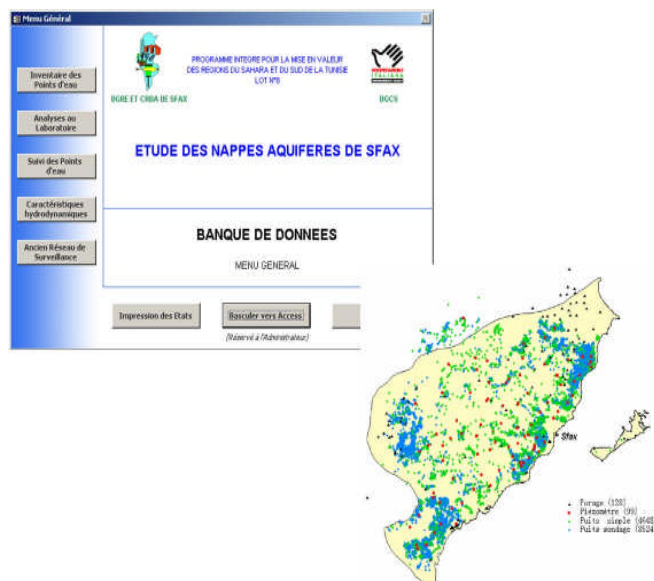 Menu Général
PROGRAMME INTEGRE POUR LA MISE EN VALEUR
DES REGIONS DU SAHARA ET DU SUD DE LA TUNISIE
LOT N°8
DGRE ET CRDA DE SFAX
DGCS
Inventaire des
Points d'eau
Analyses au
Laboratoire
Suivi des Points
d'eau
Caractéristiques
hydrodynamiques
Ancien Réseau de
Surveillance
ETUDE DES NAPPES AQUIFERES DE SFAX
BANQUE DE DONNEES
MENU GENERAL
Impression des Etats
Basculer vers Access
(Réservé à l'Administrateur)
Sfax
Forage (128)
Piézomètre (99)
Puits simple
Puits sondage